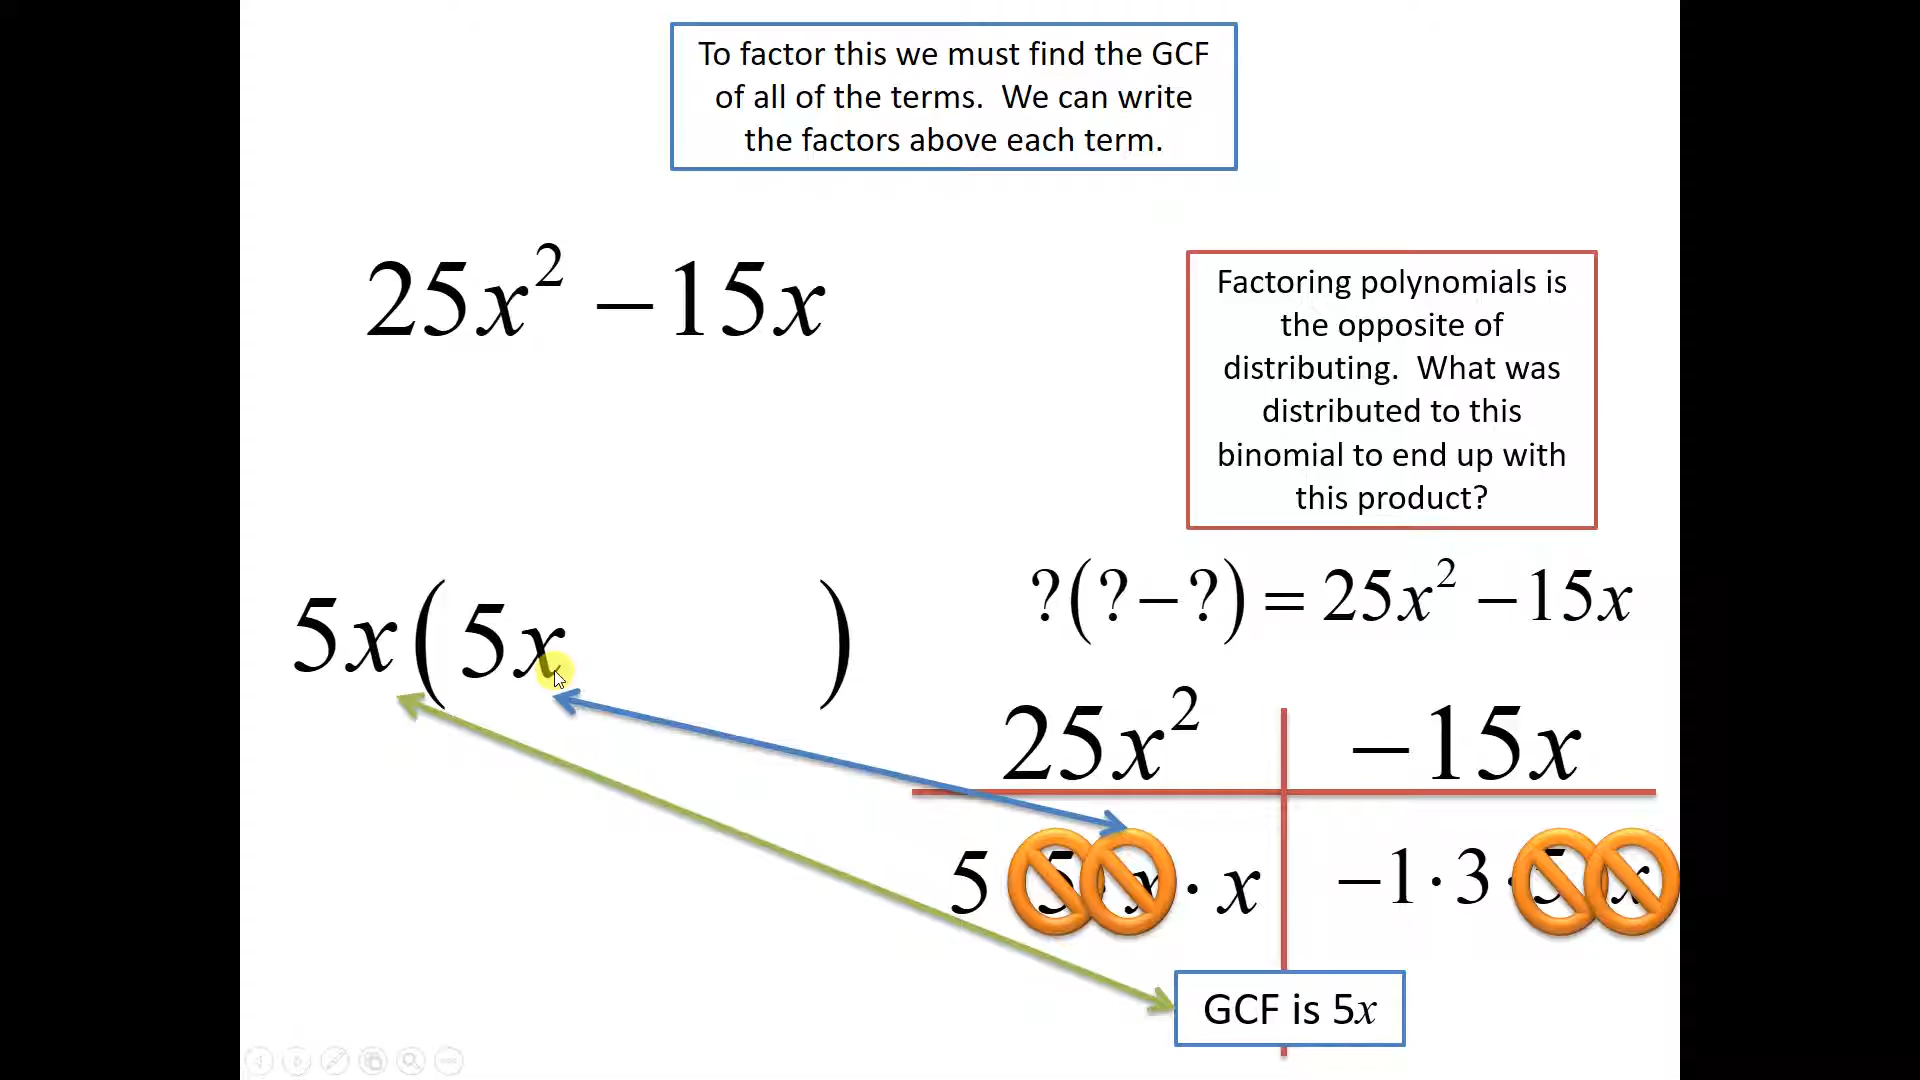 To factor this we must find the GCF
of all of the terms.  We can write
the factors above each term.
25x² – 15x
Factoring polynomials is
the opposite of
distributing.  What was
distributed to this
binomial to end up with
this product?
?(? – ?) = 25x² – 15x
5x(5x )
25x² –15x
5 · 5 · x · x –1 · 3 · 5 · x
GCF is 5x